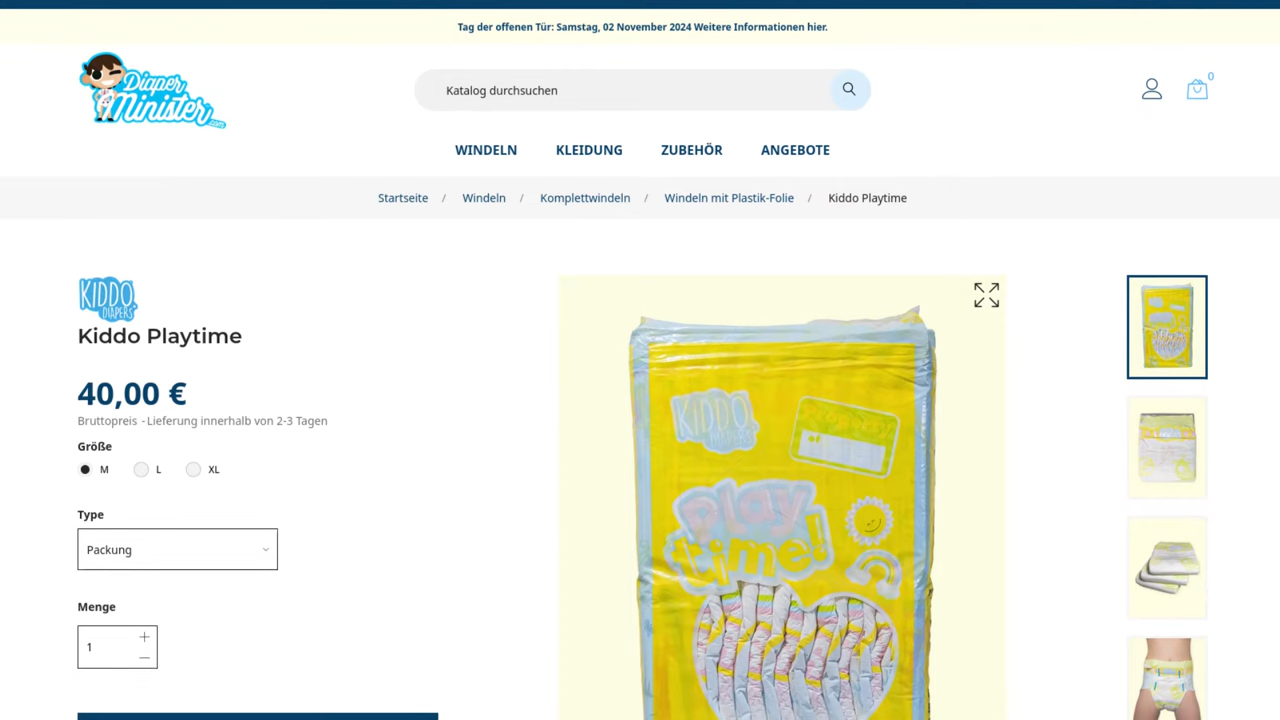 Tag der offenen Tür: Samstag, 02 November 2024 Weitere Informationen hier.
Diaper
Minister.com
Katalog durchsuchen
0
WINDELN KLEIDUNG ZUBEHÖR ANGEBOTE
Startseite / Windeln / Komplettwindeln / Windeln mit Plastik-Folie / Kiddo Playtime
KIDDO
DIAPERS
Kiddo Playtime
40,00 €
Bruttopreis - Lieferung innerhalb von 2-3 Tagen
Größe
M L XL
Type
Packung
Menge
1
KIDDO
play
time!